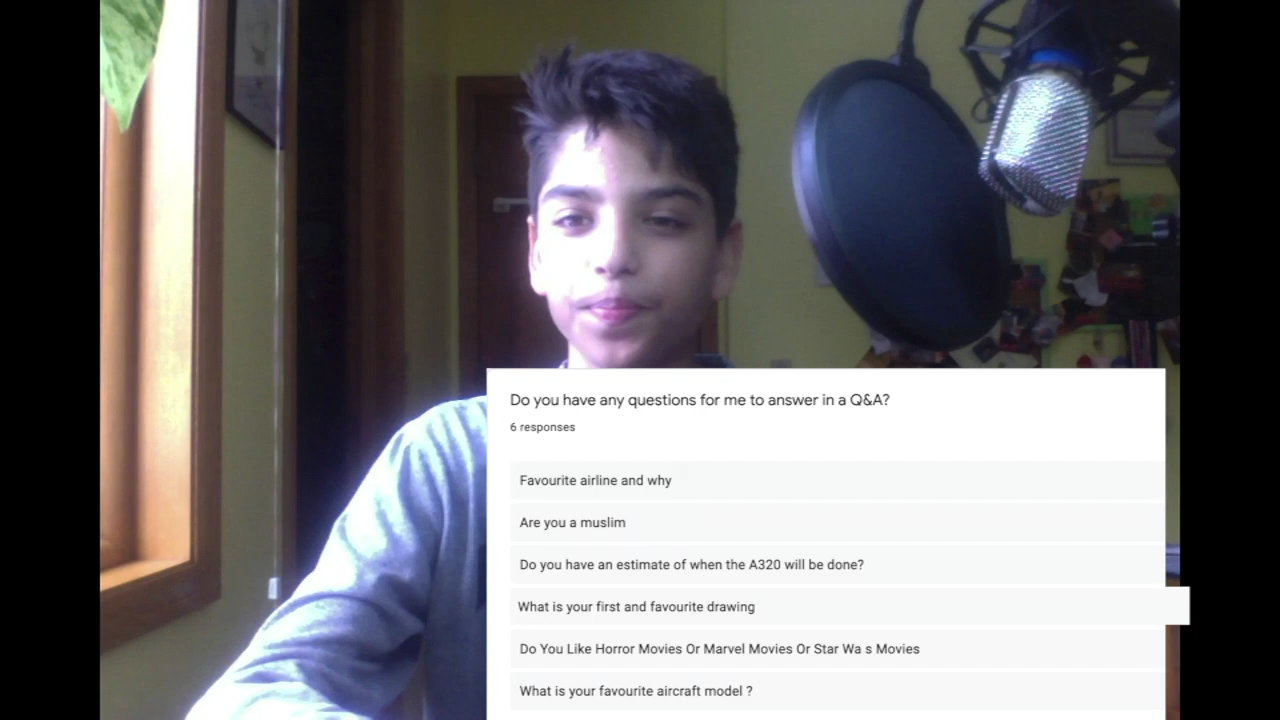 Do you have any questions for me to answer in a Q&A?
6 responses
Favourite airline and why
Are you a muslim
Do you have an estimate of when the A320 will be done?
What is your first and favourite drawing
Do You Like Horror Movies Or Marvel Movies Or Star Wa s Movies
What is your favourite aircraft model ?